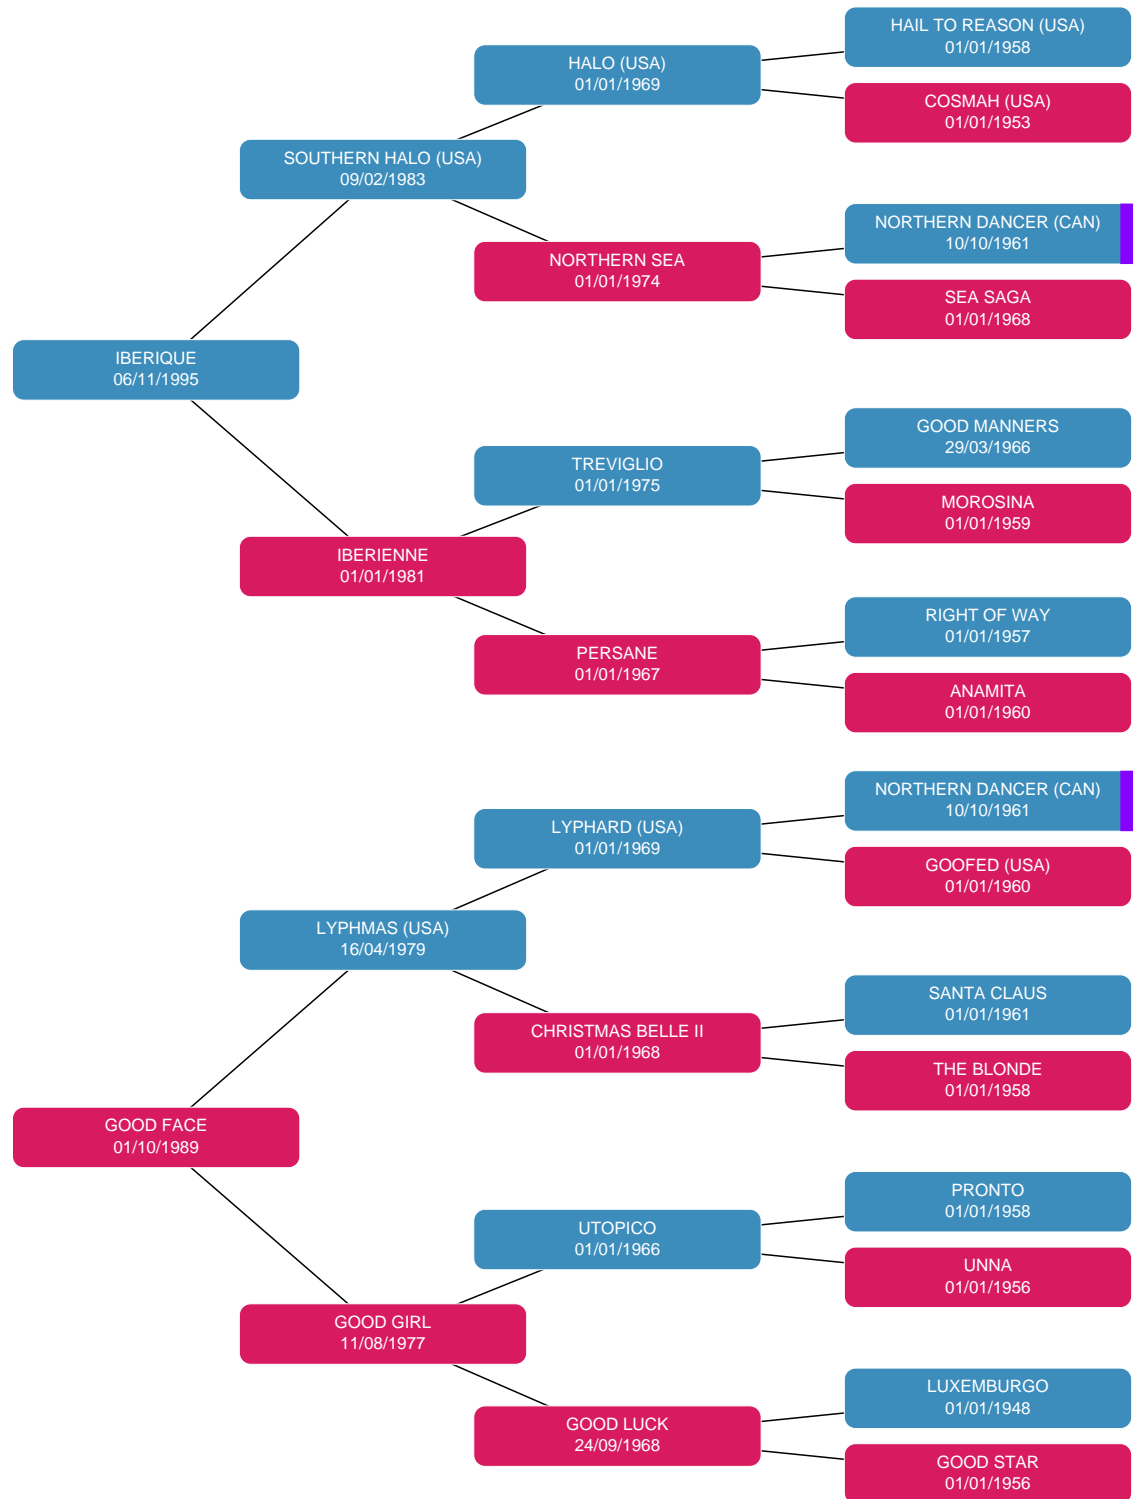 HAIL TO REASON (USA)
01/01/1958
HALO (USA)
01/01/1969
COSMAH (USA)
01/01/1953
SOUTHERN HALO (USA)
09/02/1983
NORTHERN DANCER (CAN)
10/10/1961
NORTHERN SEA
01/01/1974
SEA SAGA
01/01/1968
IBERIQUE
06/11/1995
GOOD MANNERS
29/03/1966
TREVIGLIO
01/01/1975
MOROSINA
01/01/1959
IBERIENNE
01/01/1981
RIGHT OF WAY
01/01/1957
PERSANE
01/01/1967
ANAMITA
01/01/1960
NORTHERN DANCER (CAN)
10/10/1961
LYPHARD (USA)
01/01/1969
GOOFED (USA)
01/01/1960
LYPHMAS (USA)
16/04/1979
SANTA CLAUS
01/01/1961
CHRISTMAS BELLE II
01/01/1968
THE BLONDE
01/01/1958
GOOD FACE
01/10/1989
PRONTO
01/01/1958
UTOPICO
01/01/1966
UNNA
01/01/1956
GOOD GIRL
11/08/1977
LUXEMBURGO
01/01/1948
GOOD LUCK
24/09/1968
GOOD STAR
01/01/1956